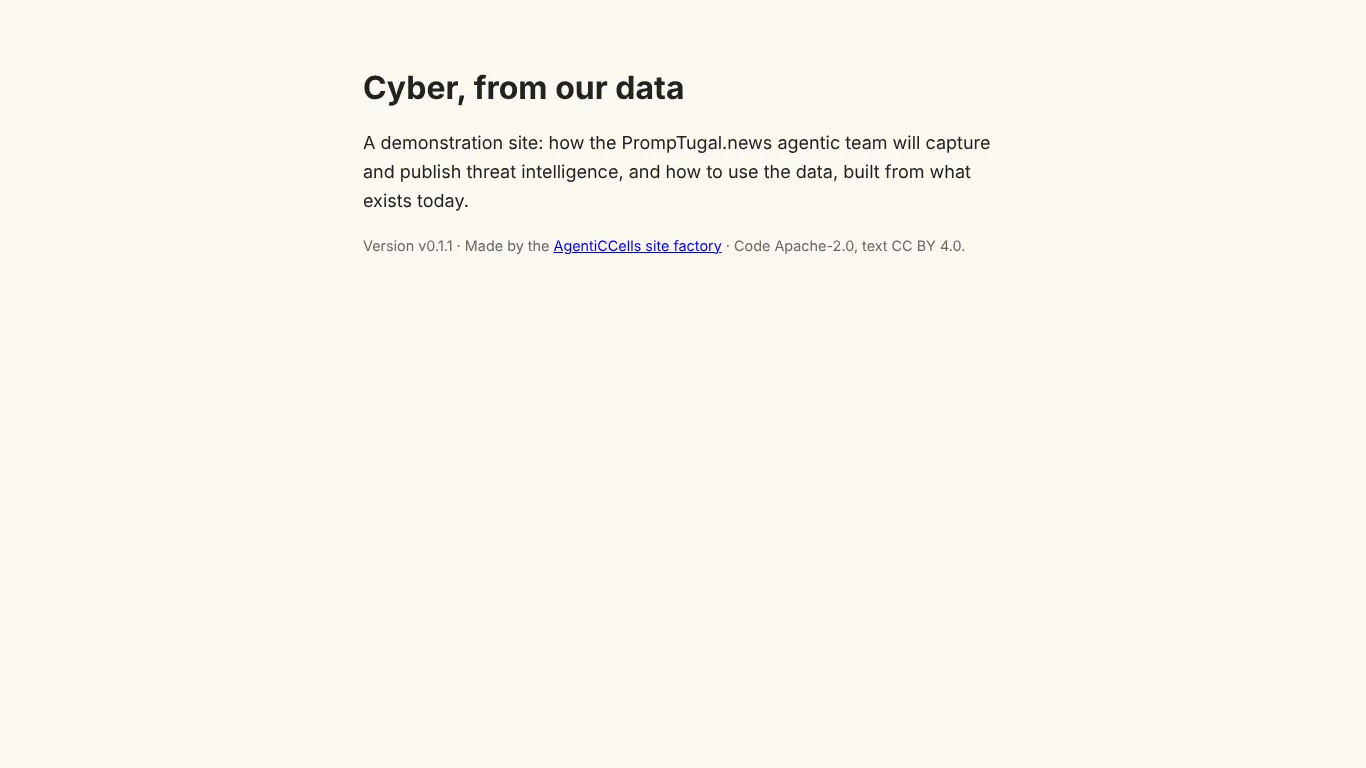 Cyber, from our data
A demonstration site: how the PrompTugal.news agentic team will capture
and publish threat intelligence, and how to use the data, built from what
exists today.
Version v0.1.1 · Made by the AgentiCCells site factory · Code Apache-2.0, text CC BY 4.0.